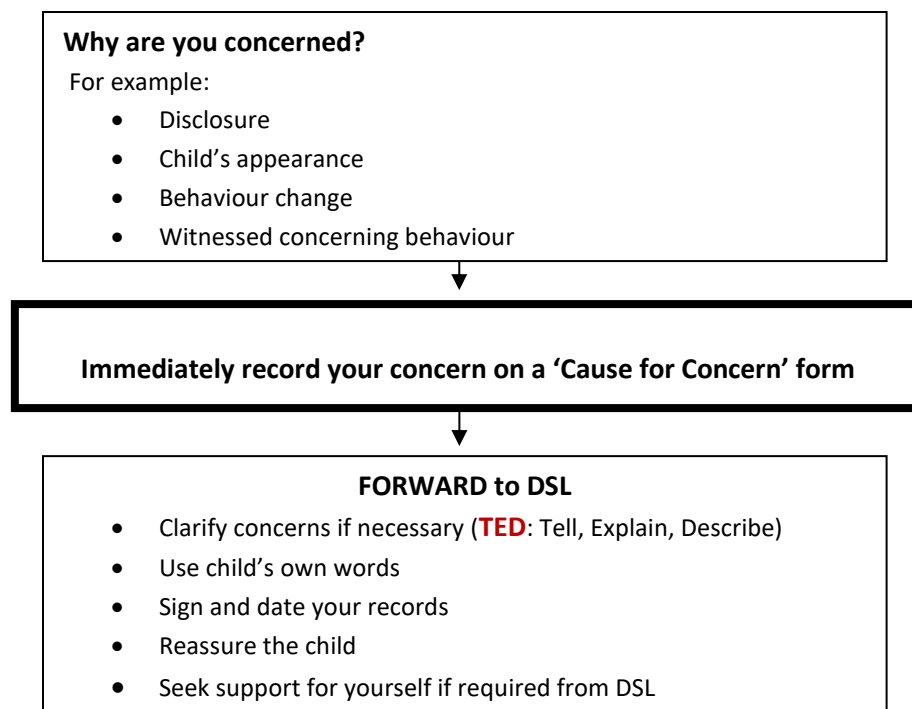 Why are you concerned?
For example:
• Disclosure
• Child’s appearance
• Behaviour change
• Witnessed concerning behaviour
Immediately record your concern on a ‘Cause for Concern’ form
FORWARD to DSL
• Clarify concerns if necessary (TED: Tell, Explain, Describe)
• Use child’s own words
• Sign and date your records
• Reassure the child
• Seek support for yourself if required from DSL